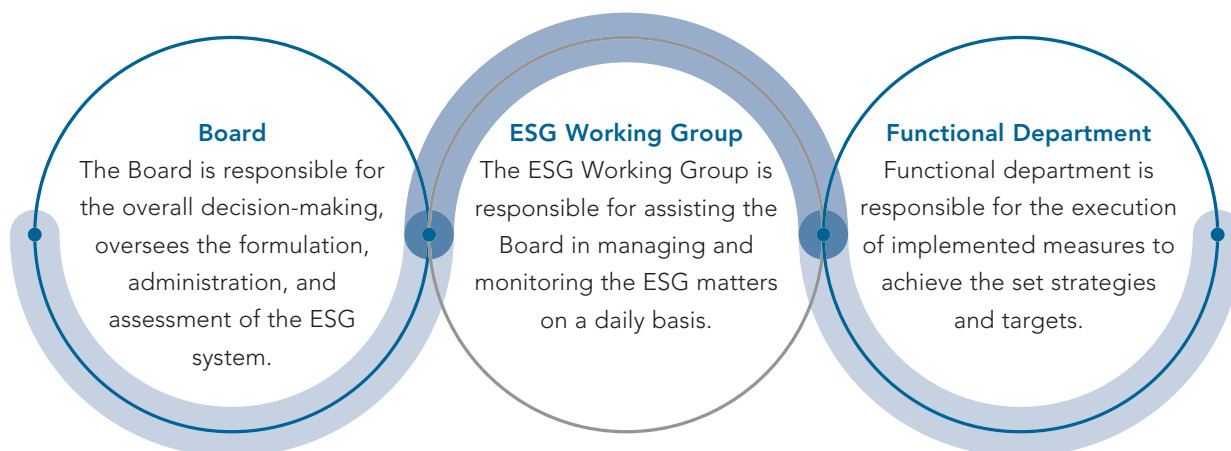 Board
The Board is responsible for
the overall decision-making,
oversees the formulation,
administration, and
assessment of the ESG
system.
ESG Working Group
The ESG Working Group is
responsible for assisting the
Board in managing and
monitoring the ESG matters
on a daily basis.
Functional Department
Functional department is
responsible for the execution
of implemented measures to
achieve the set strategies
and targets.